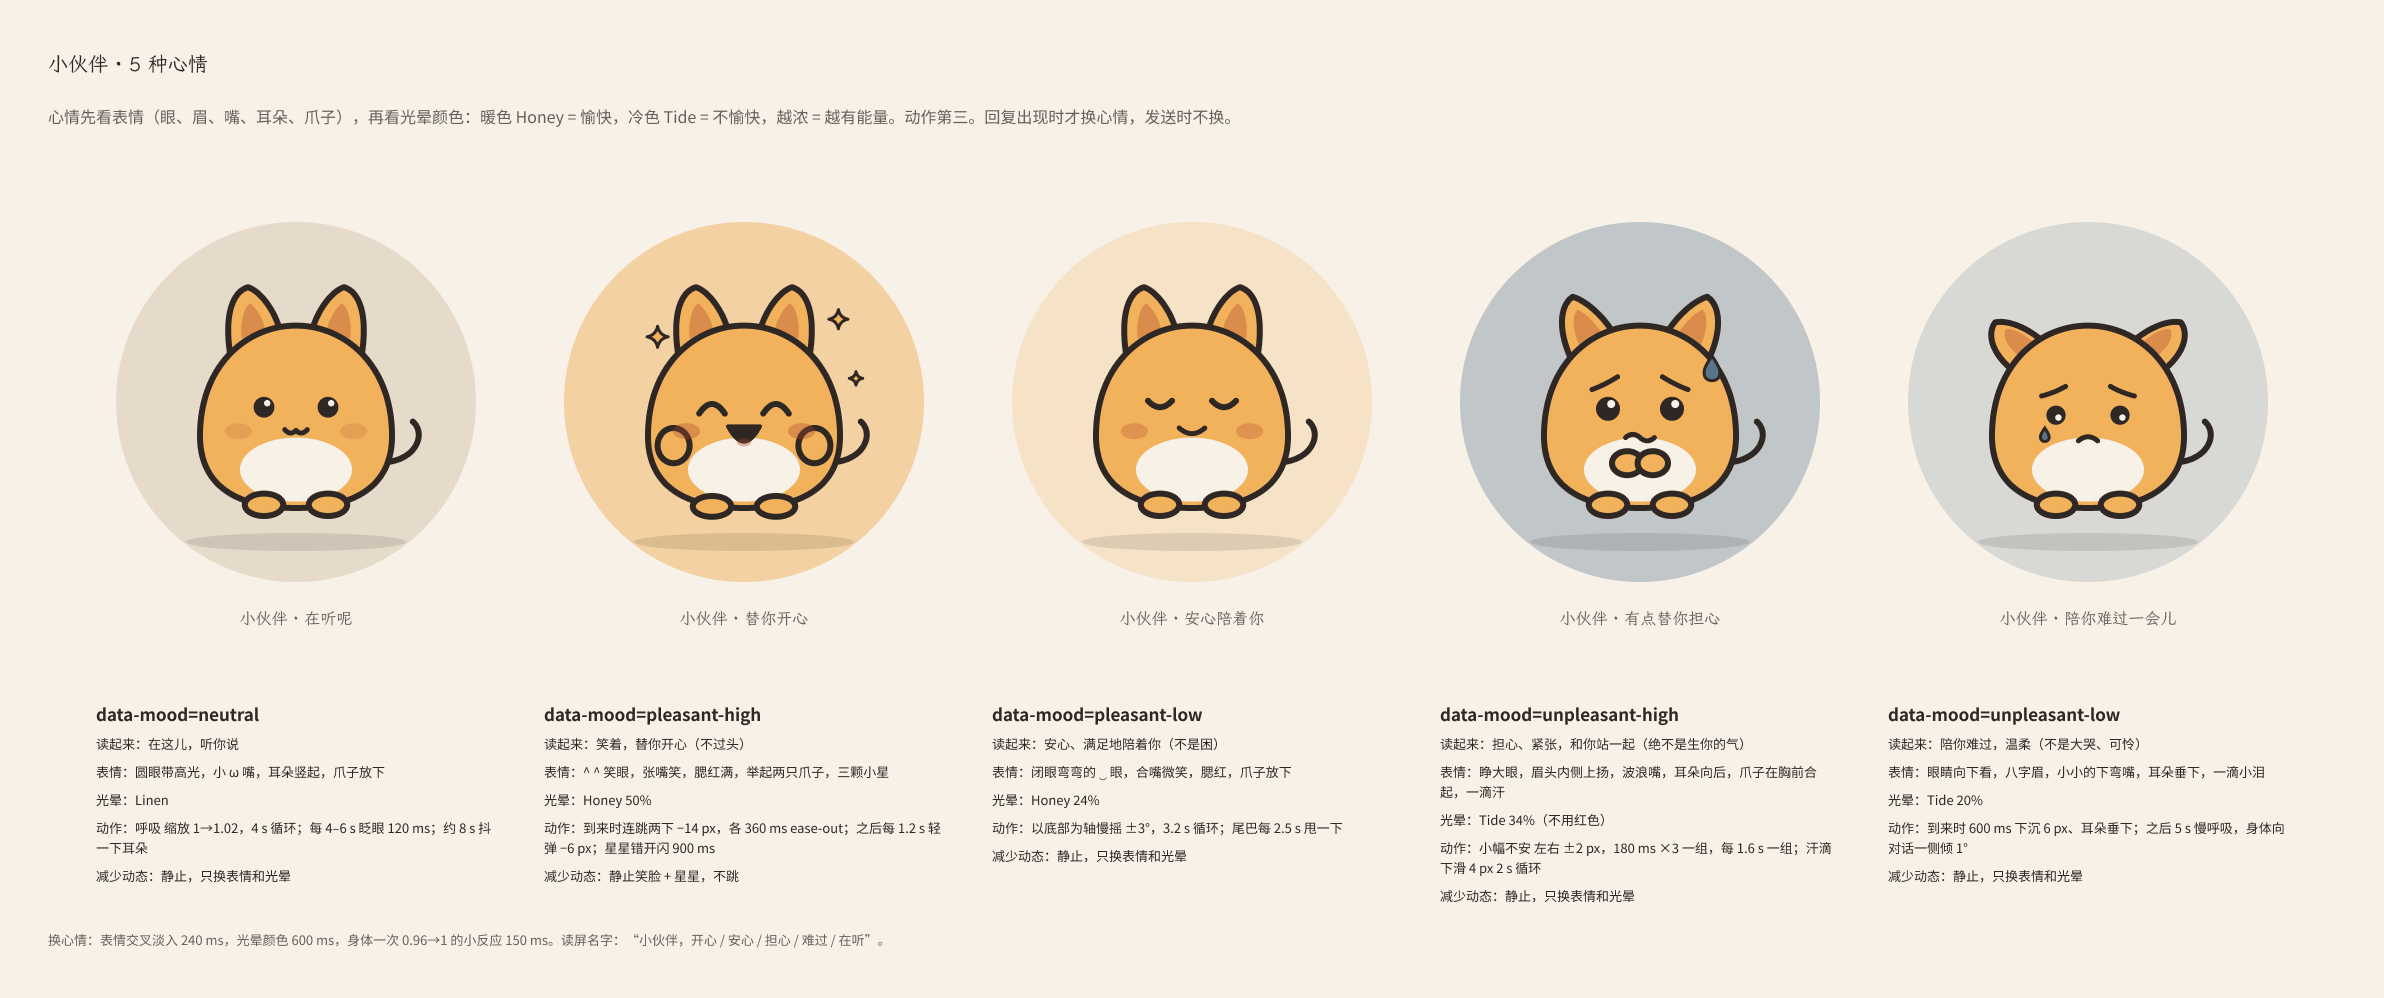 小伙伴・5 种心情
心情先看表情（眼、眉、嘴、耳朵、爪子），再看光晕颜色：暖色 Honey = 愉快，冷色 Tide = 不愉快，越浓 = 越有能量。动作第三。回复出现时才换心情，发送时不换。
小伙伴・在听呢
小伙伴・替你开心
小伙伴・安心陪着你
小伙伴・有点替你担心
小伙伴・陪你难过一会儿
data-mood=neutral
读起来：在这儿，听你说
表情：圆眼带高光，小 ω 嘴，耳朵竖起，爪子放下
光晕：Linen
动作：呼吸 缩放 1→1.02，4 s 循环；每 4–6 s 眨眼 120 ms；约 8 s 抖
一下耳朵
减少动态：静止，只换表情和光晕
data-mood=pleasant-high
读起来：笑着，替你开心（不过头）
表情：^ ^ 笑眼，张嘴笑，腮红满，举起两只爪子，三颗小星
光晕：Honey 50%
动作：到来时连跳两下 −14 px，各 360 ms ease-out；之后每 1.2 s 轻
弹 −6 px；星星错开闪 900 ms
减少动态：静止笑脸 + 星星，不跳
data-mood=pleasant-low
读起来：安心、满足地陪着你（不是困）
表情：闭眼弯弯的 ‿ 眼，合嘴微笑，腮红，爪子放下
光晕：Honey 24%
动作：以底部为轴慢摇 ±3°，3.2 s 循环；尾巴每 2.5 s 甩一下
减少动态：静止，只换表情和光晕
data-mood=unpleasant-high
读起来：担心、紧张，和你站一起（绝不是生你的气）
表情：睁大眼，眉头内侧上扬，波浪嘴，耳朵向后，爪子在胸前合
起，一滴汗
光晕：Tide 34%（不用红色）
动作：小幅不安 左右 ±2 px，180 ms ×3 一组，每 1.6 s 一组；汗滴
下滑 4 px 2 s 循环
减少动态：静止，只换表情和光晕
data-mood=unpleasant-low
读起来：陪你难过，温柔（不是大哭、可怜）
表情：眼睛向下看，八字眉，小小的下弯嘴，耳朵垂下，一滴小泪
光晕：Tide 20%
动作：到来时 600 ms 下沉 6 px、耳朵垂下；之后 5 s 慢呼吸，身体向
对话一侧倾 1°
减少动态：静止，只换表情和光晕
换心情：表情交叉淡入 240 ms，光晕颜色 600 ms，身体一次 0.96→1 的小反应 150 ms。读屏名字：“小伙伴，开心 / 安心 / 担心 / 难过 / 在听”。